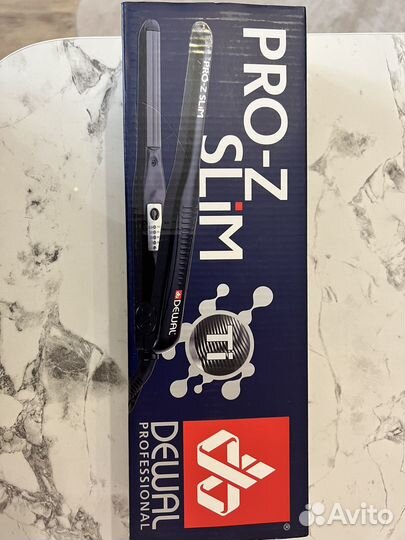 PRO-Z
SLiM
PRO-Z SLiM
DEWAL
Ti
DEWAL
PROFESSIONAL
®
Avito